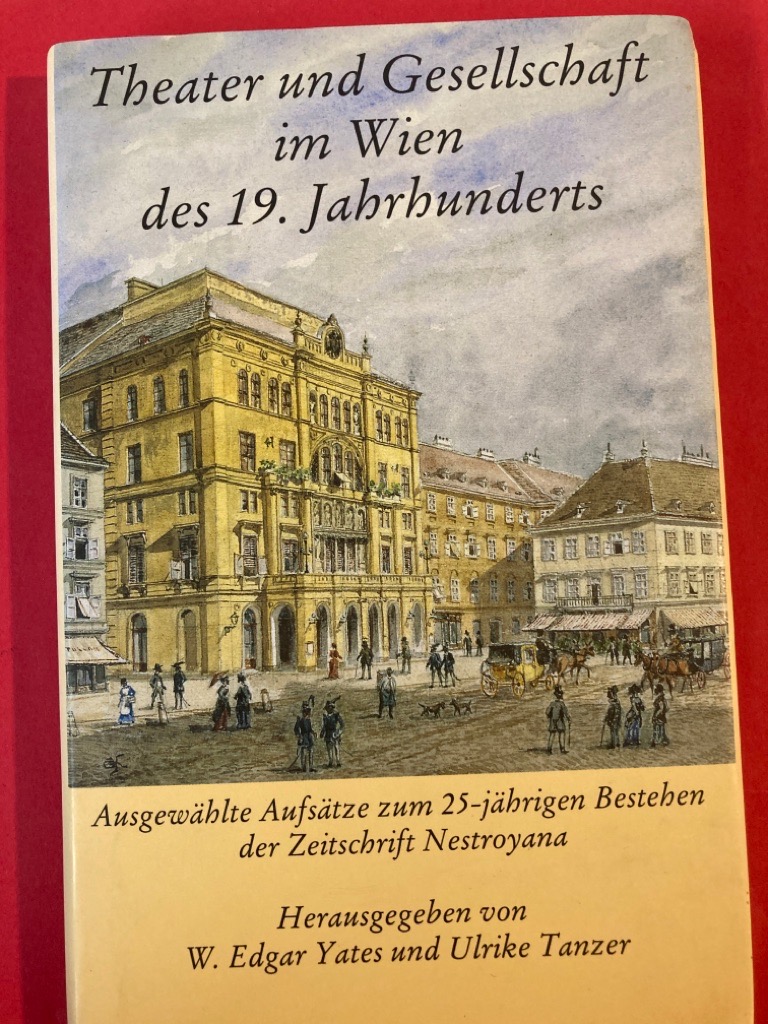 Theater und Gesellschaft
im Wien
des 19. Jahrhunderts
Ausgewählte Aufsätze zum 25-jährigen Bestehen
der Zeitschrift Nestroyana
Herausgegeben von
W. Edgar Yates und Ulrike Tanzer